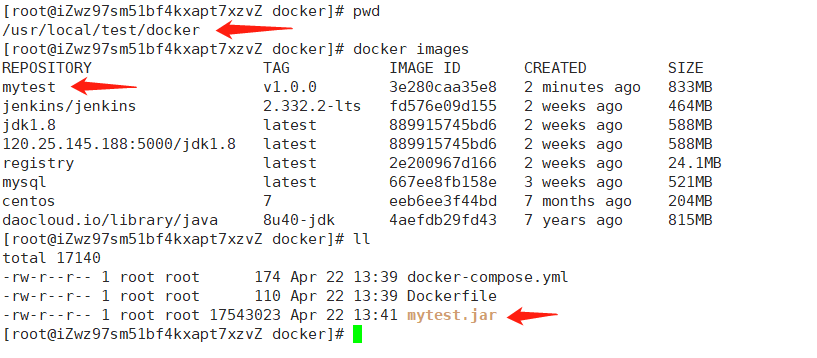 [root@iZwz97sm51bf4kxapt7xzvZ docker]# pwd
/usr/local/test/docker
[root@iZwz97sm51bf4kxapt7xzvZ docker]# docker images
REPOSITORY TAG IMAGE ID CREATED SIZE
mytest v1.0.0 3e280caa35e8 2 minutes ago 833MB
jenkins/jenkins 2.332.2-lts fd576e09d155 2 weeks ago 464MB
jdk1.8 latest 889915745bd6 2 weeks ago 588MB
120.25.145.188:5000/jdk1.8 latest 889915745bd6 2 weeks ago 588MB
registry latest 2e200967d166 2 weeks ago 24.1MB
mysql latest 667ee8fb158e 3 weeks ago 521MB
centos 7 eeb6ee3f44bd 7 months ago 204MB
daocloud.io/library/java 8u40-jdk 4aefdb29fd43 7 years ago 815MB
[root@iZwz97sm51bf4kxapt7xzvZ docker]# ll
total 17140
-rw-r--r-- 1 root root 174 Apr 22 13:39 docker-compose.yml
-rw-r--r-- 1 root root 110 Apr 22 13:39 Dockerfile
-rw-r--r-- 1 root root 17543023 Apr 22 13:41 mytest.jar
[root@iZwz97sm51bf4kxapt7xzvZ docker]#